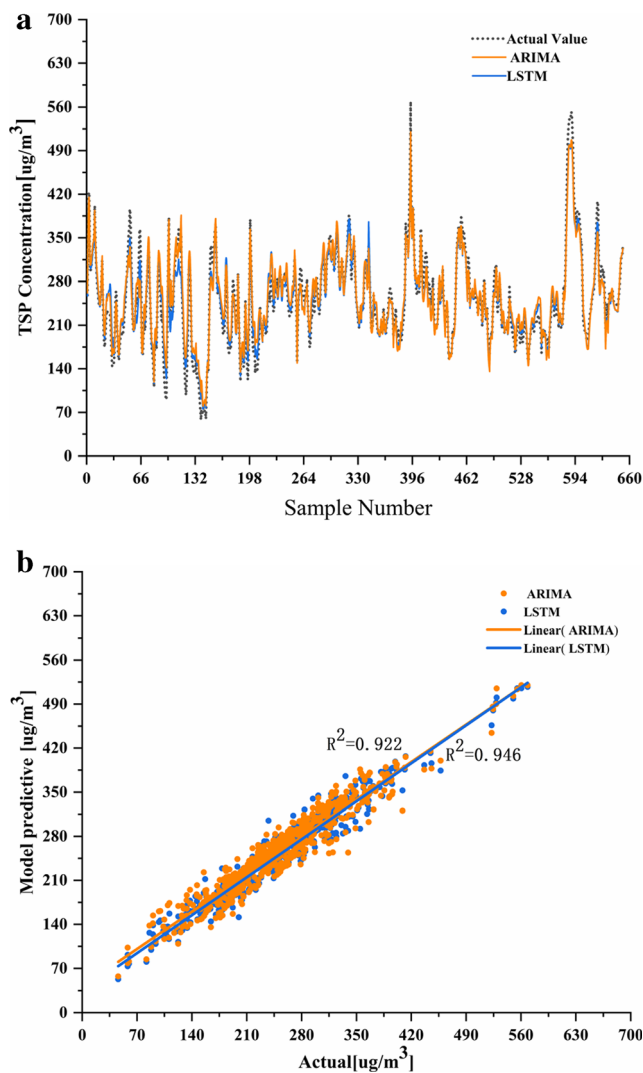 a
700
630
560
490
420
350
280
210
140
70
0
TSP Concentration[ug/m³]
Actual Value
ARIMA
LSTM
0 66 132 198 264 330 396 462 528 594 660
Sample Number
b
700
630
560
490
420
350
280
210
140
70
0
Model predictive [ug/m³]
ARIMA
LSTM
Linear( ARIMA)
Linear( LSTM)
R²=0.922
R²=0.946
0 70 140 210 280 350 420 490 560 630 700
Actual[ug/m³]